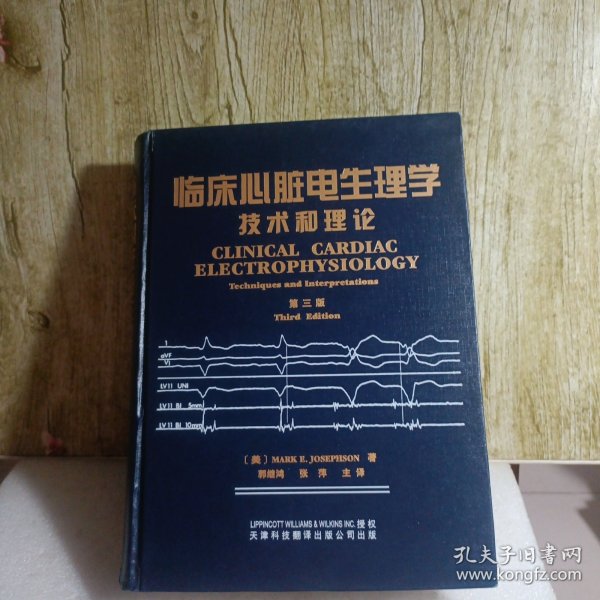 临床心脏电生理学
技术和理论
CLINICAL CARDIAC
ELECTROPHYSIOLOGY
Techniques and Interpretations
第三版
Third Edition
1
aVF
V1
LV11 UNI
LV11 BI 5mm
LV11 BI 10mm
〔美〕MARK E. JOSEPHSON 著
郭继鸿 张萍 主译
LIPPINCOTT WILLIAMS & WILKINS INC. 授权
天津科技翻译出版公司出版
孔夫子旧书网
www.kongfz.com